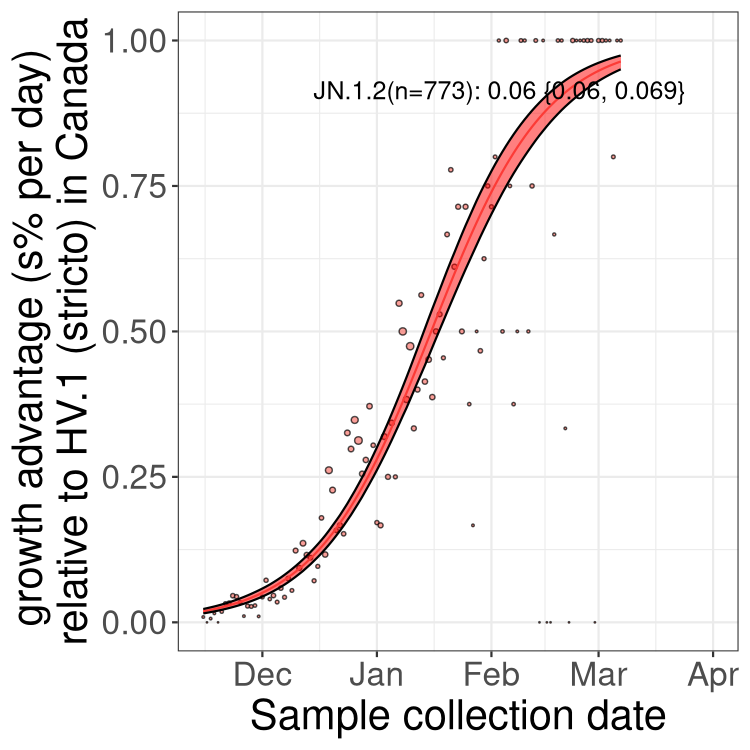 growth advantage (s% per day)
relative to HV.1 (stricto) in Canada
1.00
0.75
0.50
0.25
0.00
JN.1.2(n=773): 0.06 {0.06, 0.069}
Dec Jan Feb Mar Apr
Sample collection date